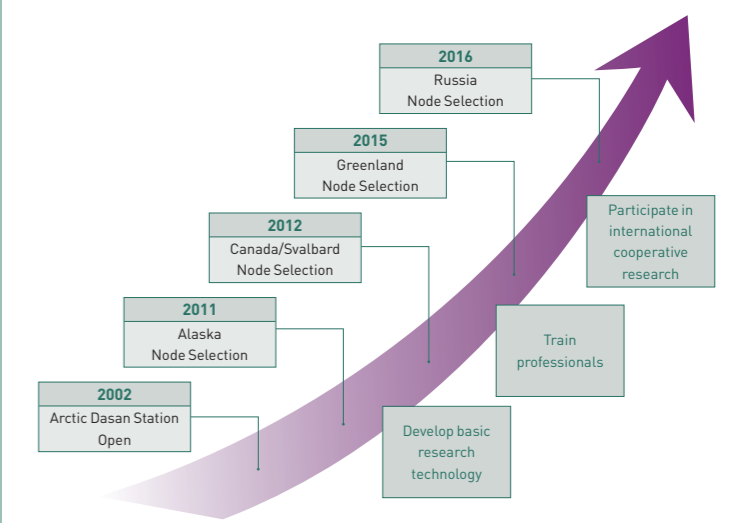 2016
Russia
Node Selection
2015
Greenland
Node Selection
2012
Canada/Svalbard
Node Selection
2011
Alaska
Node Selection
2002
Arctic Dasan Station
Open
Participate in
international
cooperative
research
Train
professionals
Develop basic
research
technology